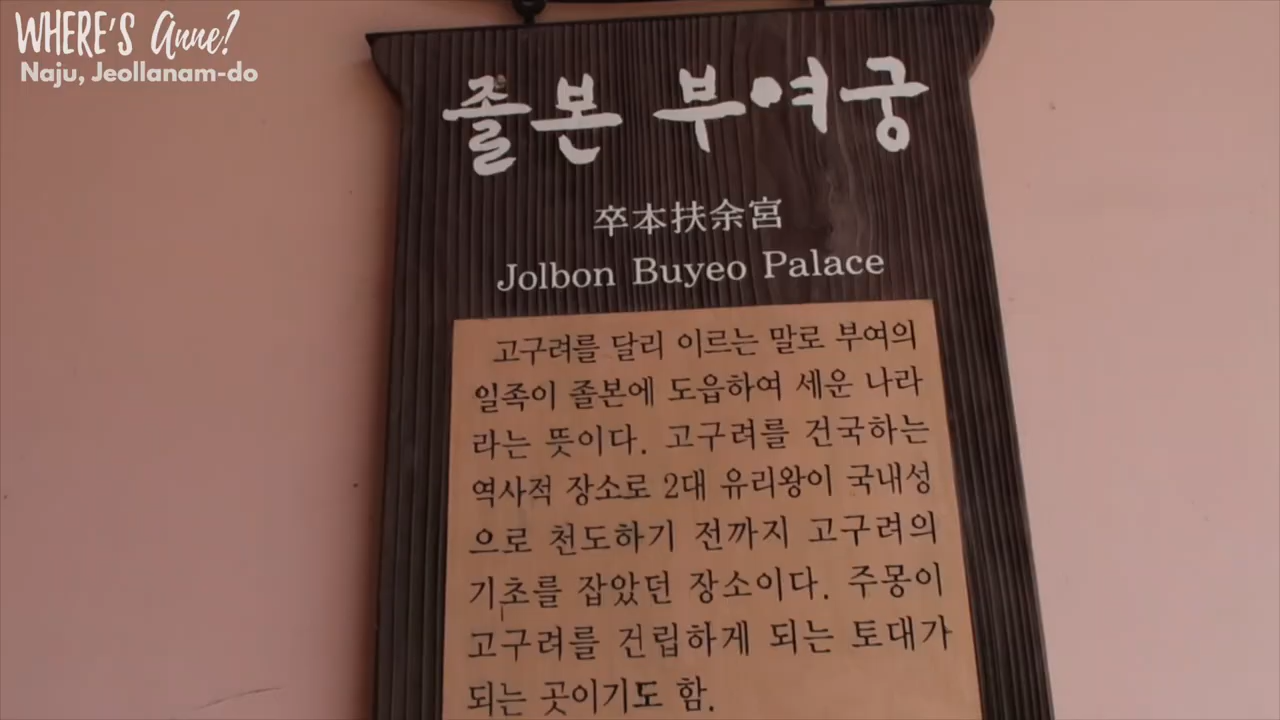 WHERE'S Anne?
Naju, Jeollanam-do
졸본 부여궁
卒本扶余宮
Jolbon Buyeo Palace
고구려를 달리 이르는 말로 부여의
일족이 졸본에 도읍하여 세운 나라
라는 뜻이다. 고구려를 건국하는
역사적 장소로 2대 유리왕이 국내성
으로 천도하기 전까지 고구려의
기초를 잡았던 장소이다. 주몽이
고구려를 건립하게 되는 토대가
되는 곳이기도 함.